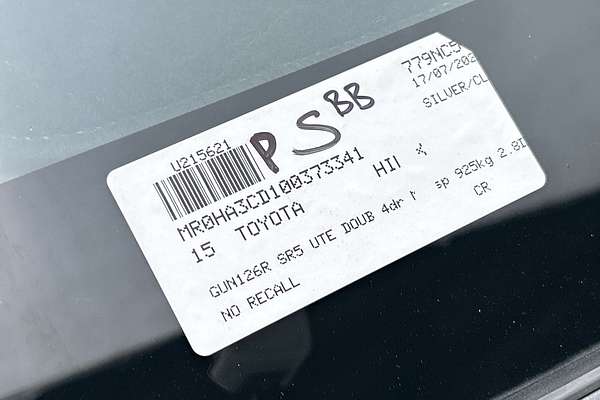 779NC5
17/07/202
SILVER/CL
U215621
P S BB
MR0HA3CD100373341
15 TOYOTA
GUN126R SR5 UTE DOUB 4dr sp 925kg 2.8D
CR
NO RECALL